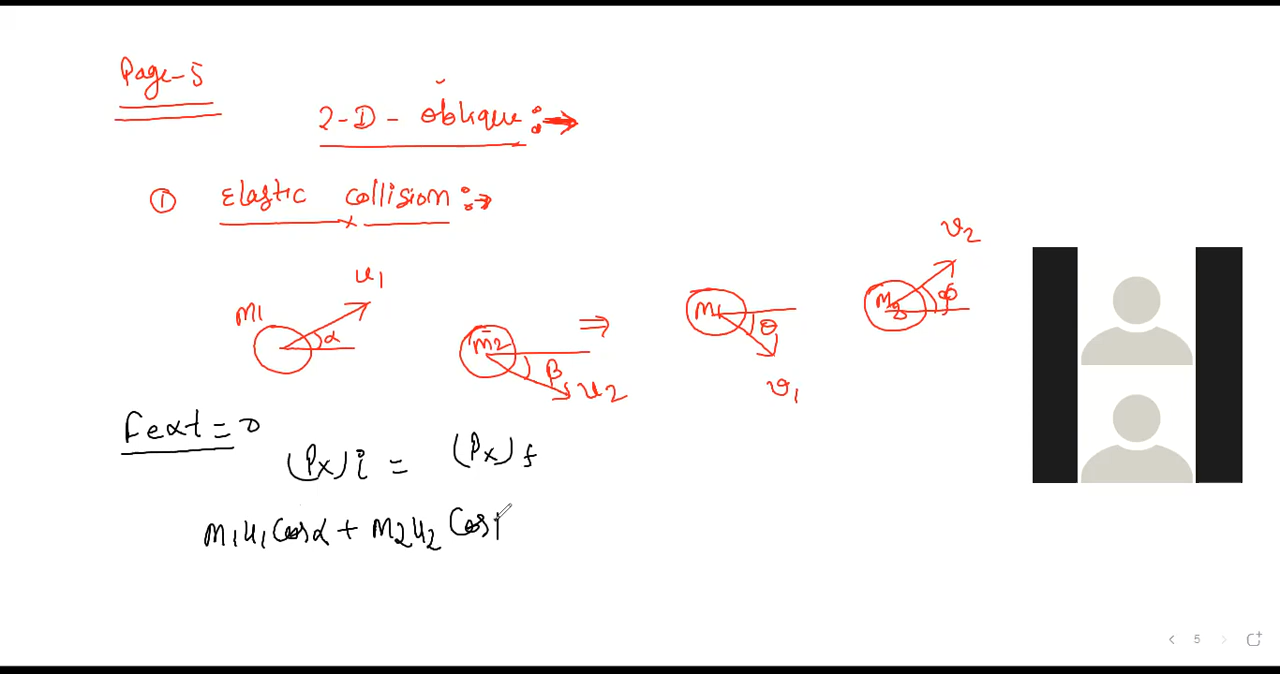 Page-5
2-D- oblique :→
① Elastic collision :→
m1 u1 α
m2 β u2 ⇒
M1 θ v1
M2 φ v2
Fext = 0
(Px)i = (Px)f
m1u1 Cosα + m2u2 Cos
5